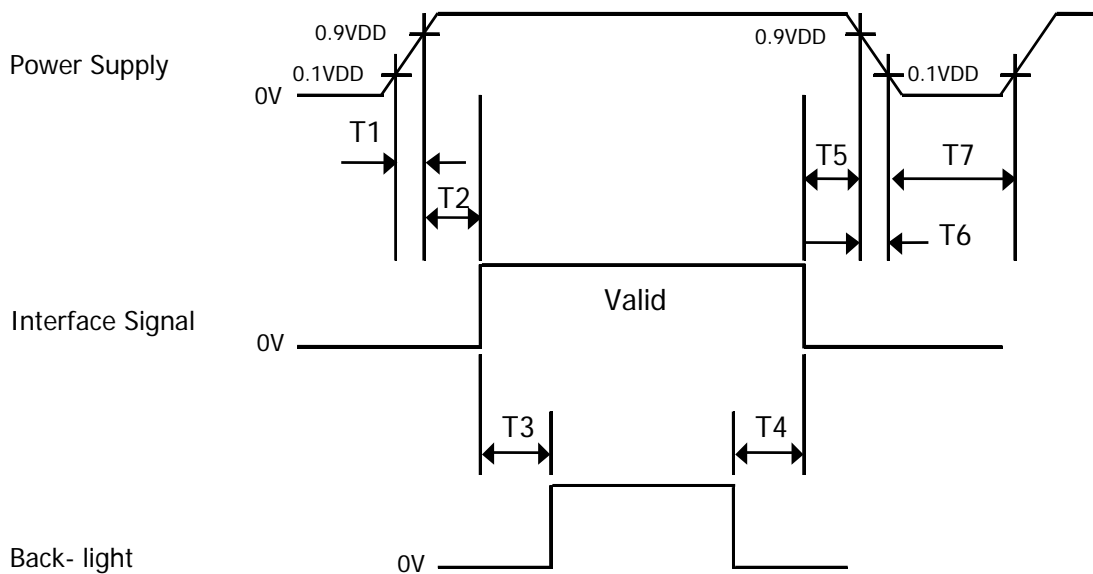 0.9VDD
0.9VDD
Power Supply
0.1VDD
0.1VDD
0V
T1
T5
T7
T2
T6
Valid
Interface Signal
0V
T3
T4
Back- light
0V